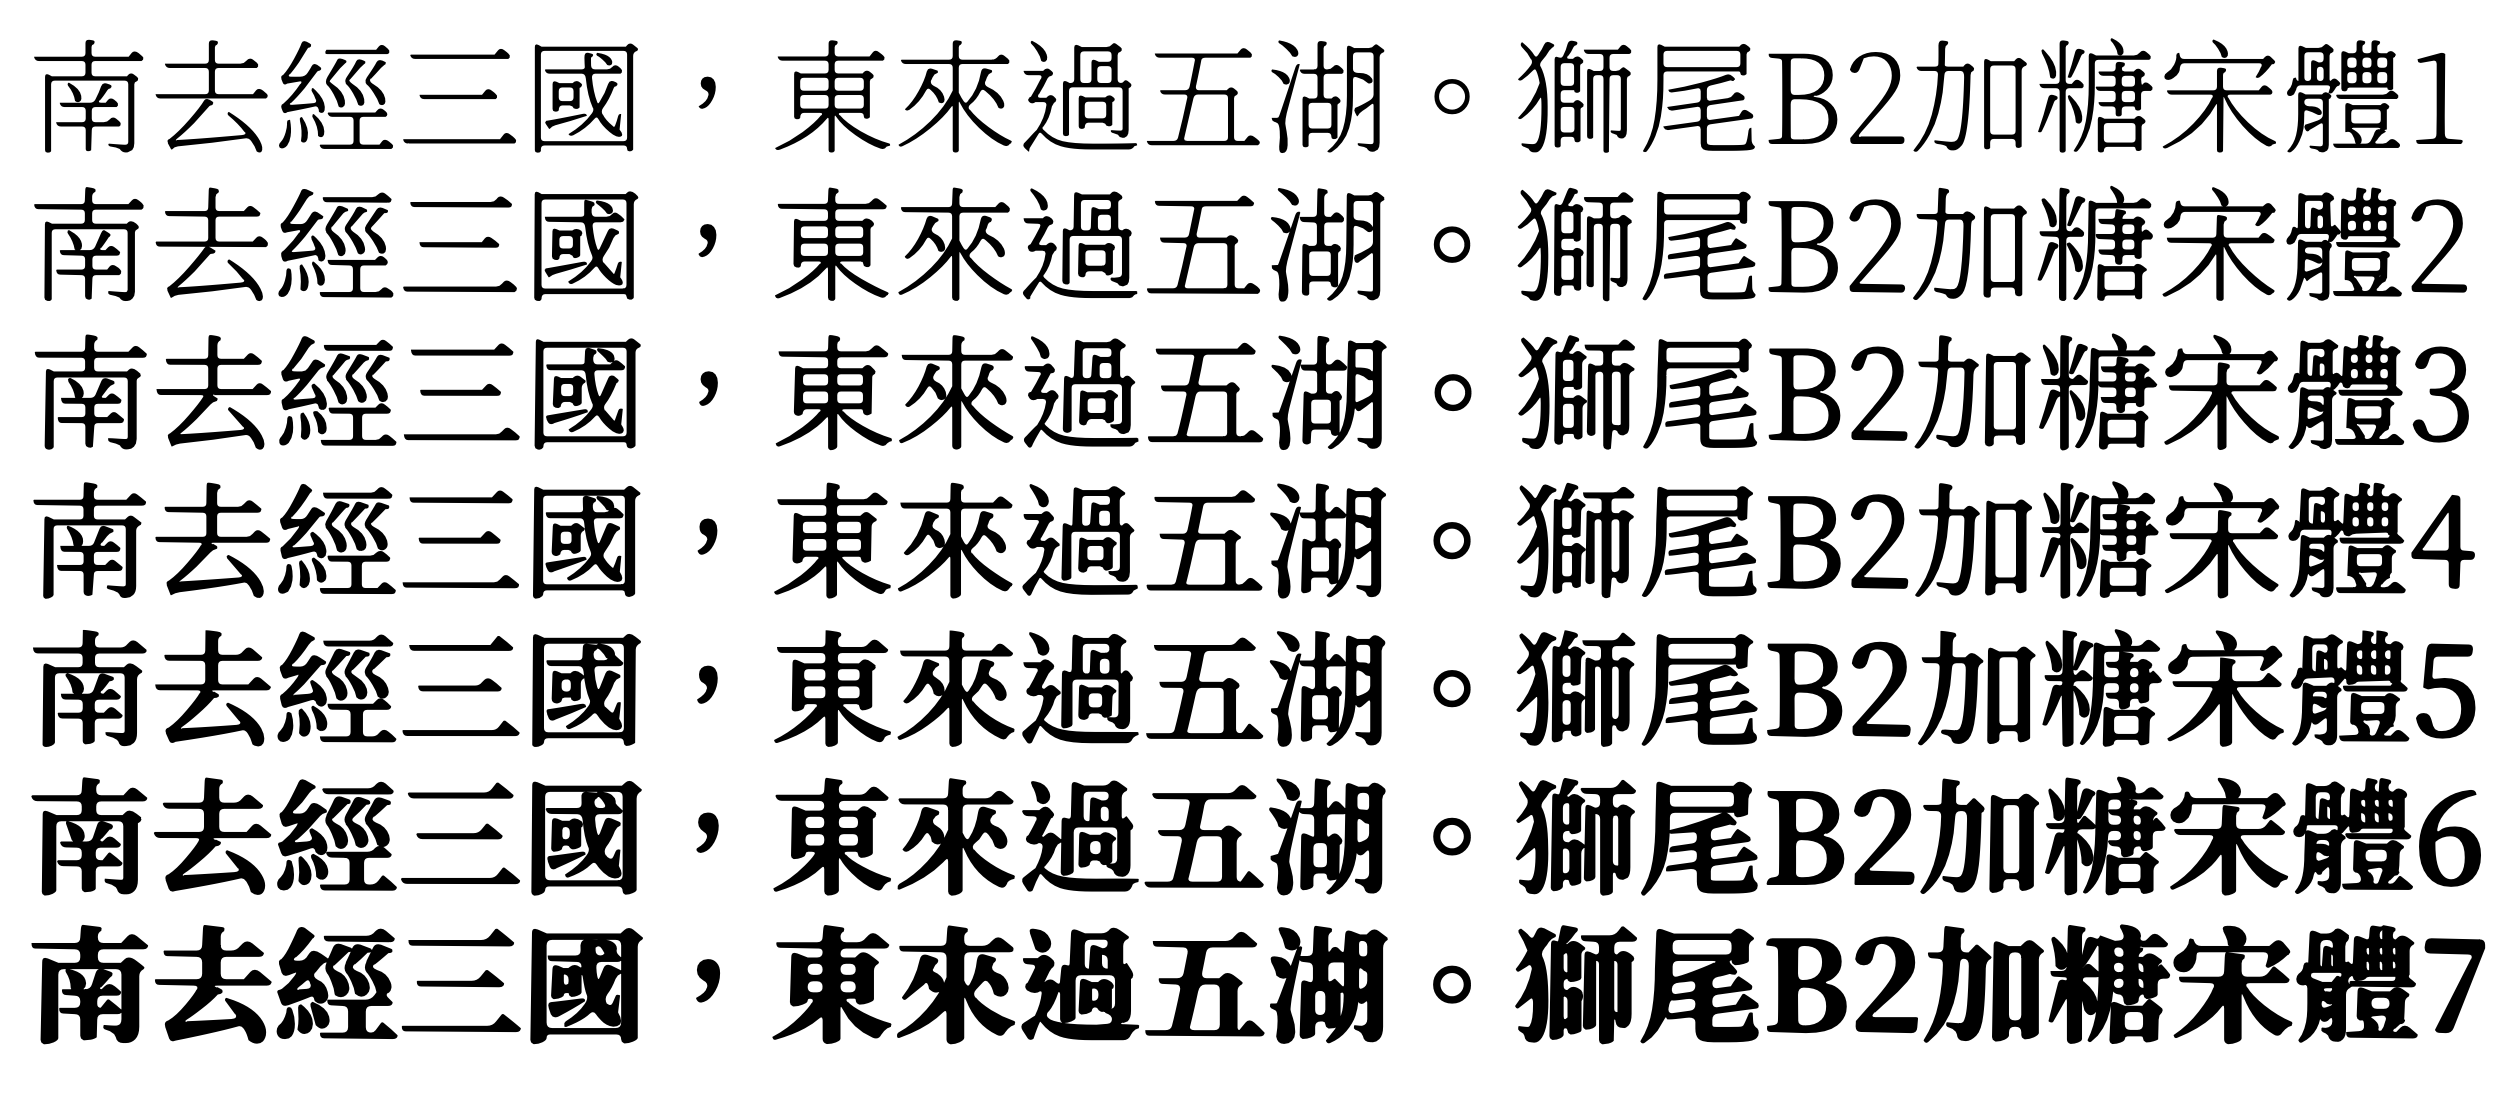 南去經三國，東來過五湖。獅尾B2加糖宋體1
南去經三國，東來過五湖。獅尾B2加糖宋體2
南去經三國，東來過五湖。獅尾B2加糖宋體3
南去經三國，東來過五湖。獅尾B2加糖宋體4
南去經三國，東來過五湖。獅尾B2加糖宋體5
南去經三國，東來過五湖。獅尾B2加糖宋體6
南去經三國，東來過五湖。獅尾B2加糖宋體7